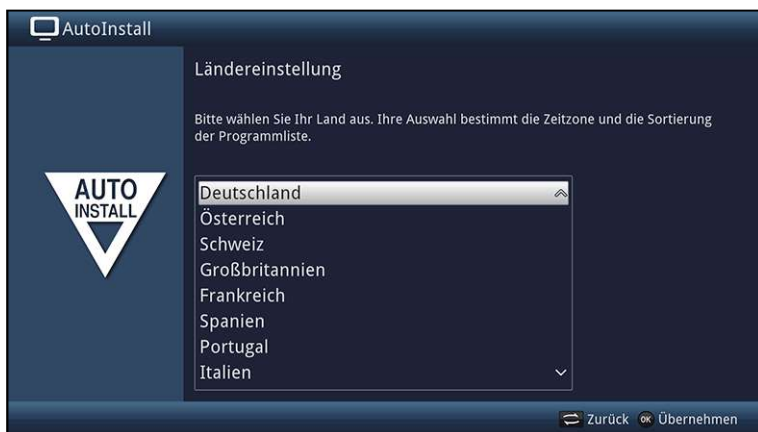 AutoInstall
Ländereinstellung
Bitte wählen Sie Ihr Land aus. Ihre Auswahl bestimmt die Zeitzone und die Sortierung
der Programmliste.
AUTO
INSTALL
Deutschland
Österreich
Schweiz
Großbritannien
Frankreich
Spanien
Portugal
Italien
Zurück OK Übernehmen